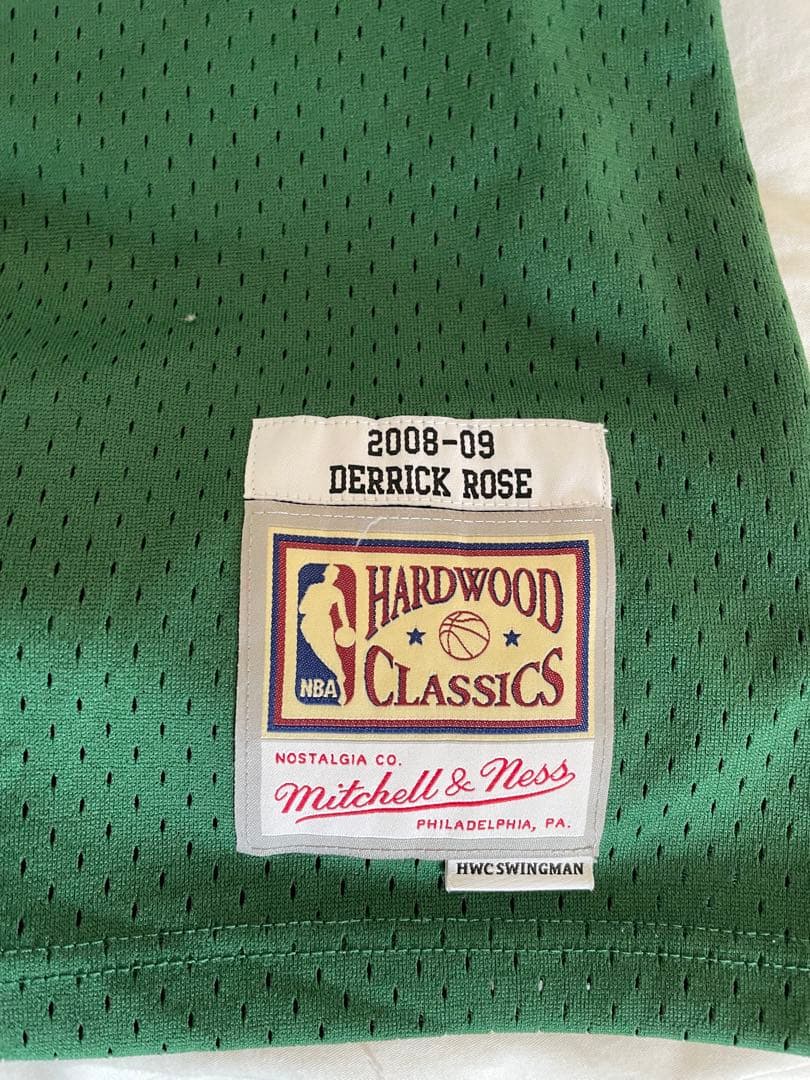 2008-09
DERRICK ROSE
HARDWOOD
CLASSICS
NBA
NOSTALGIA CO.
Mitchell & Ness
PHILADELPHIA, PA.
HWC SWINGMAN